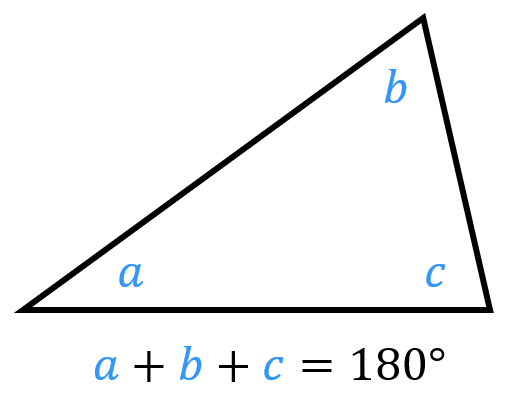 b
a
c
a + b + c = 180°